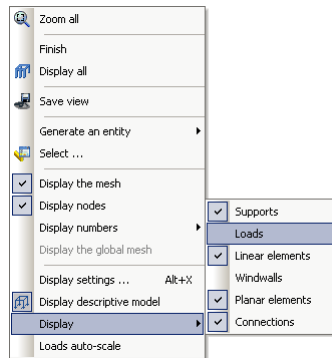 Zoom all
Finish
Display all
Save view
Generate an entity
Select ...
Display the mesh
Display nodes
Display numbers
Display the global mesh
Display settings ... Alt+X
Display descriptive model
Display
Loads auto-scale
Supports
Loads
Linear elements
Windwalls
Planar elements
Connections